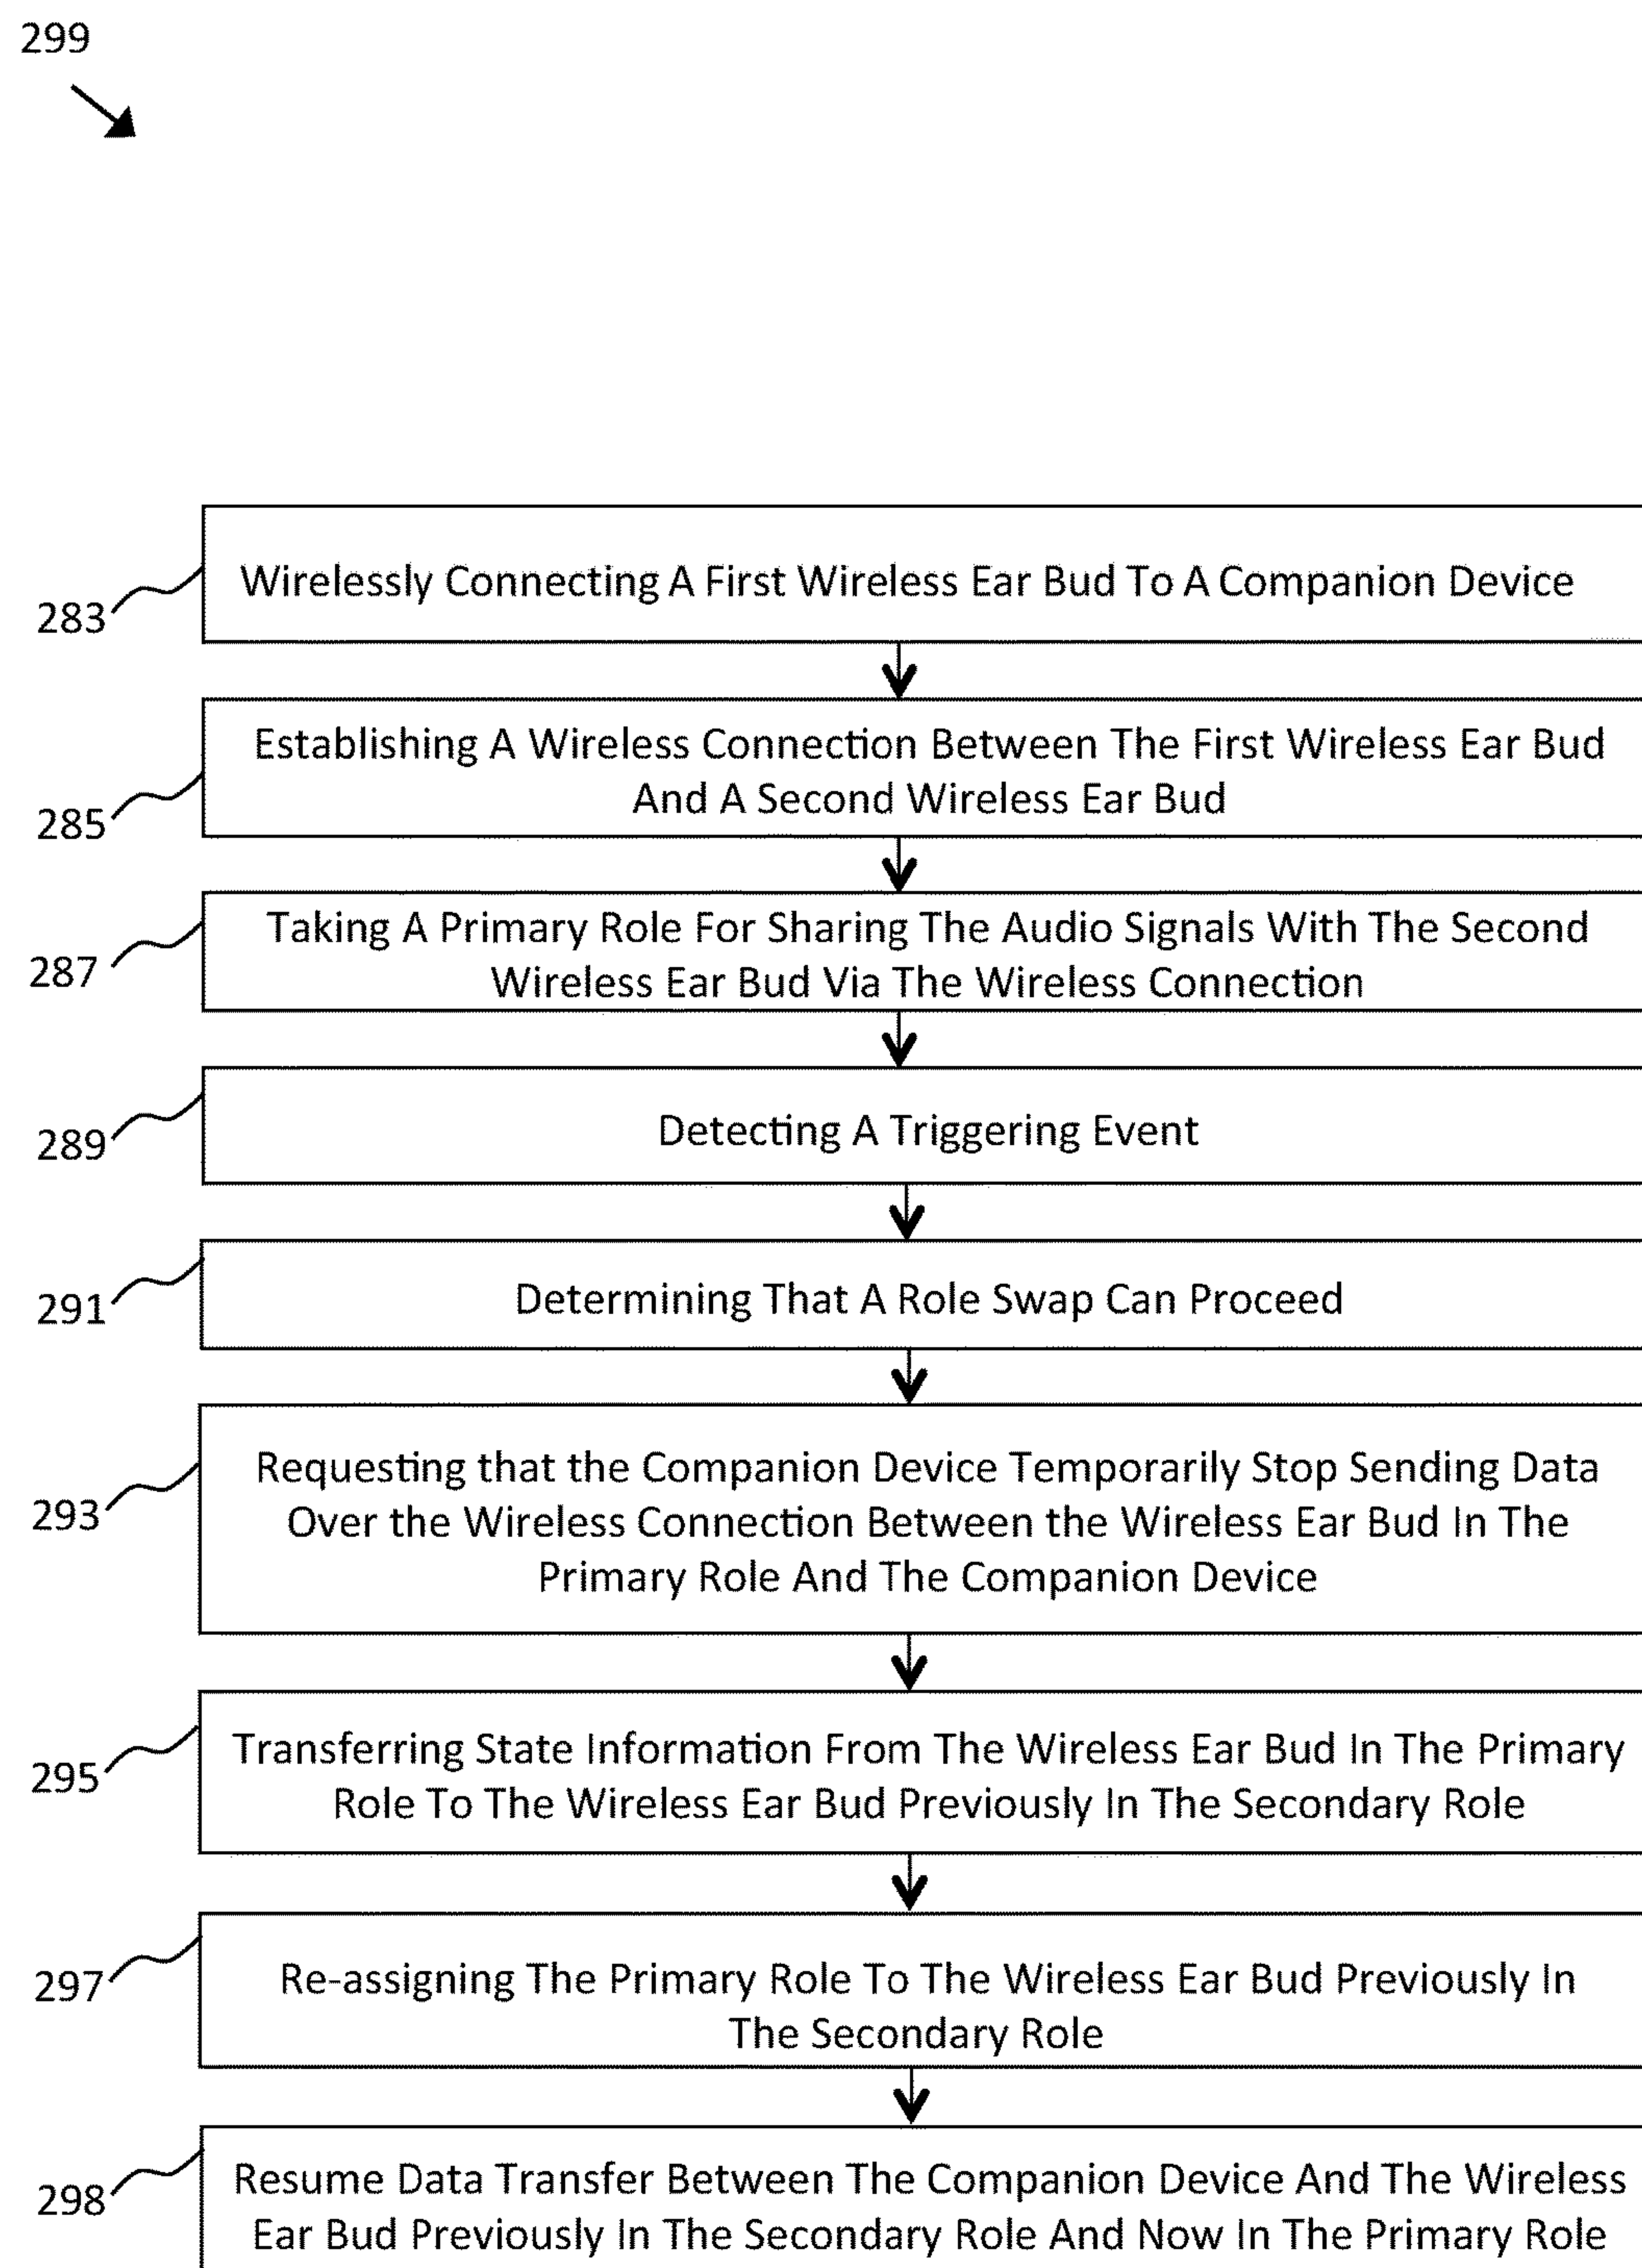 299
283
Wirelessly Connecting A First Wireless Ear Bud To A Companion Device
285
Establishing A Wireless Connection Between The First Wireless Ear Bud
And A Second Wireless Ear Bud
287
Taking A Primary Role For Sharing The Audio Signals With The Second
Wireless Ear Bud Via The Wireless Connection
289
Detecting A Triggering Event
291
Determining That A Role Swap Can Proceed
293
Requesting that the Companion Device Temporarily Stop Sending Data
Over the Wireless Connection Between the Wireless Ear Bud In The
Primary Role And The Companion Device
295
Transferring State Information From The Wireless Ear Bud In The Primary
Role To The Wireless Ear Bud Previously In The Secondary Role
297
Re-assigning The Primary Role To The Wireless Ear Bud Previously In
The Secondary Role
298
Resume Data Transfer Between The Companion Device And The Wireless
Ear Bud Previously In The Secondary Role And Now In The Primary Role